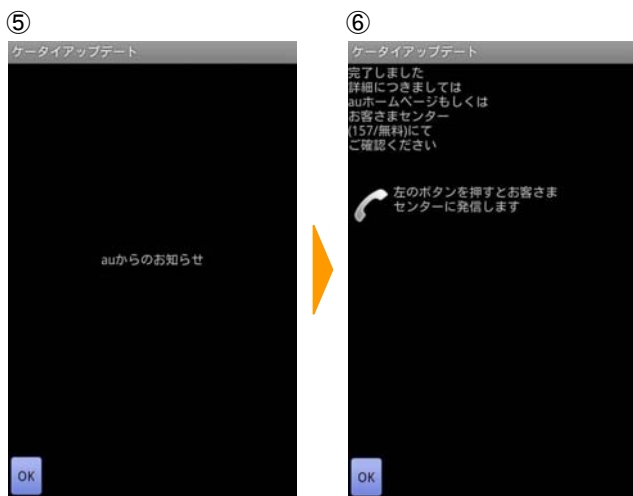 ⑤
ケータイアップデート
auからのお知らせ
OK
⑥
ケータイアップデート
完了しました
詳細につきましては
auホームページもしくは
お客さまセンター
(157/無料)にて
ご確認ください
左のボタンを押すとお客さま
センターに発信します
OK